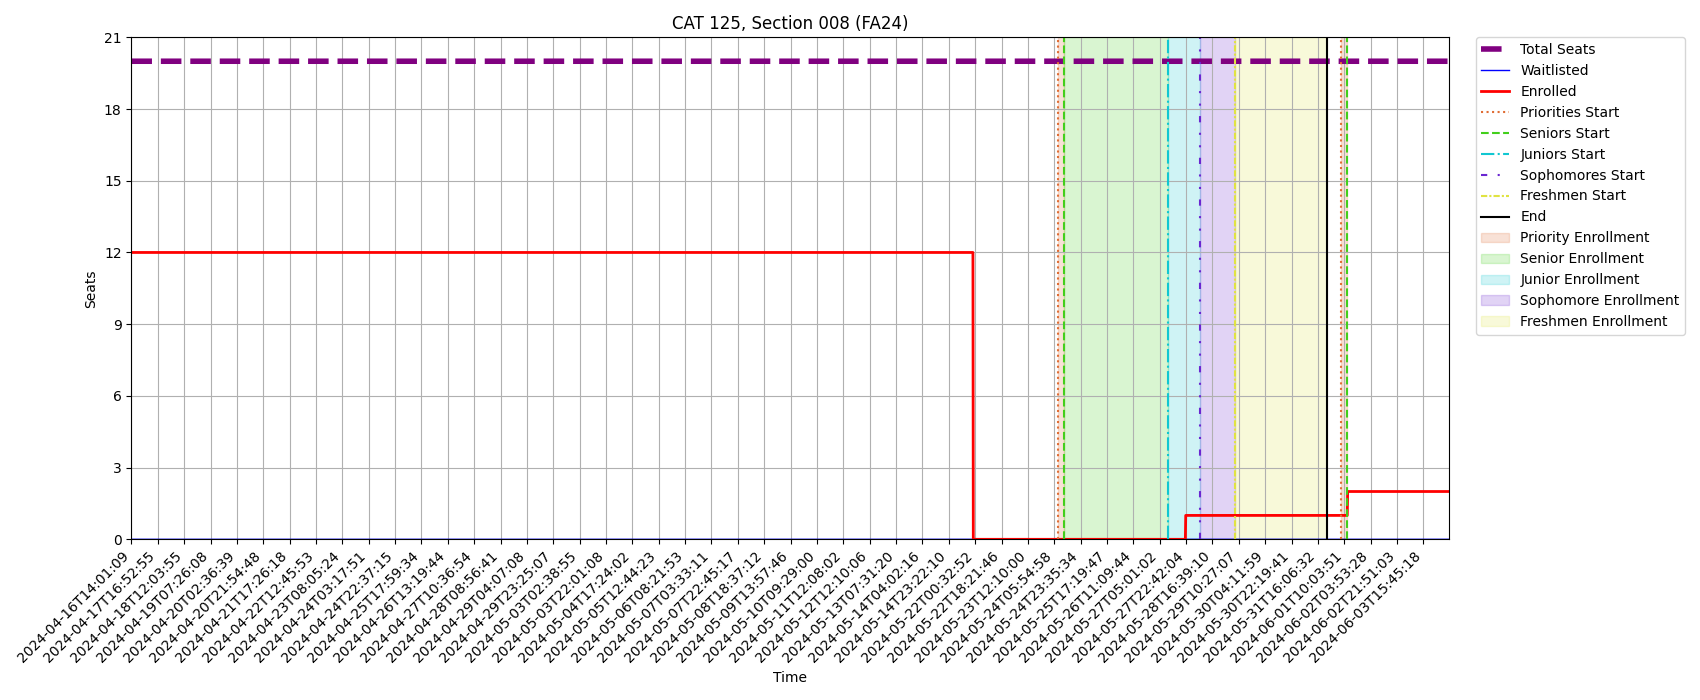 CAT 125, Section 008 (FA24)
21
18
15
12
9
6
3
0
Seats
2024-04-16T14:01:09
2024-04-17T16:52:55
2024-04-18T12:03:55
2024-04-19T07:26:08
2024-04-20T02:36:39
2024-04-20T21:54:48
2024-04-21T17:26:18
2024-04-22T12:45:53
2024-04-23T08:05:24
2024-04-24T03:17:51
2024-04-24T22:37:15
2024-04-25T17:59:34
2024-04-26T13:19:44
2024-04-27T10:36:54
2024-04-28T08:56:41
2024-04-29T04:07:08
2024-04-29T23:25:07
2024-05-03T02:38:55
2024-05-03T22:01:08
2024-05-04T17:24:02
2024-05-05T12:44:23
2024-05-06T08:21:53
2024-05-07T03:33:11
2024-05-07T22:45:17
2024-05-08T18:37:12
2024-05-09T13:57:46
2024-05-10T09:29:00
2024-05-11T12:08:02
2024-05-12T12:10:06
2024-05-13T07:31:20
2024-05-14T04:02:16
2024-05-14T23:22:10
2024-05-22T00:32:52
2024-05-22T18:21:46
2024-05-23T12:10:00
2024-05-24T05:54:58
2024-05-24T23:35:34
2024-05-25T17:19:47
2024-05-26T11:09:44
2024-05-27T05:01:02
2024-05-27T22:42:04
2024-05-28T16:39:10
2024-05-29T10:27:07
2024-05-30T04:11:59
2024-05-30T22:19:41
2024-05-31T16:06:32
2024-06-01T10:03:51
2024-06-02T03:53:28
2024-06-02T21:51:03
2024-06-03T15:45:18
Time
Total Seats
Waitlisted
Enrolled
Priorities Start
Seniors Start
Juniors Start
Sophomores Start
Freshmen Start
End
Priority Enrollment
Senior Enrollment
Junior Enrollment
Sophomore Enrollment
Freshmen Enrollment